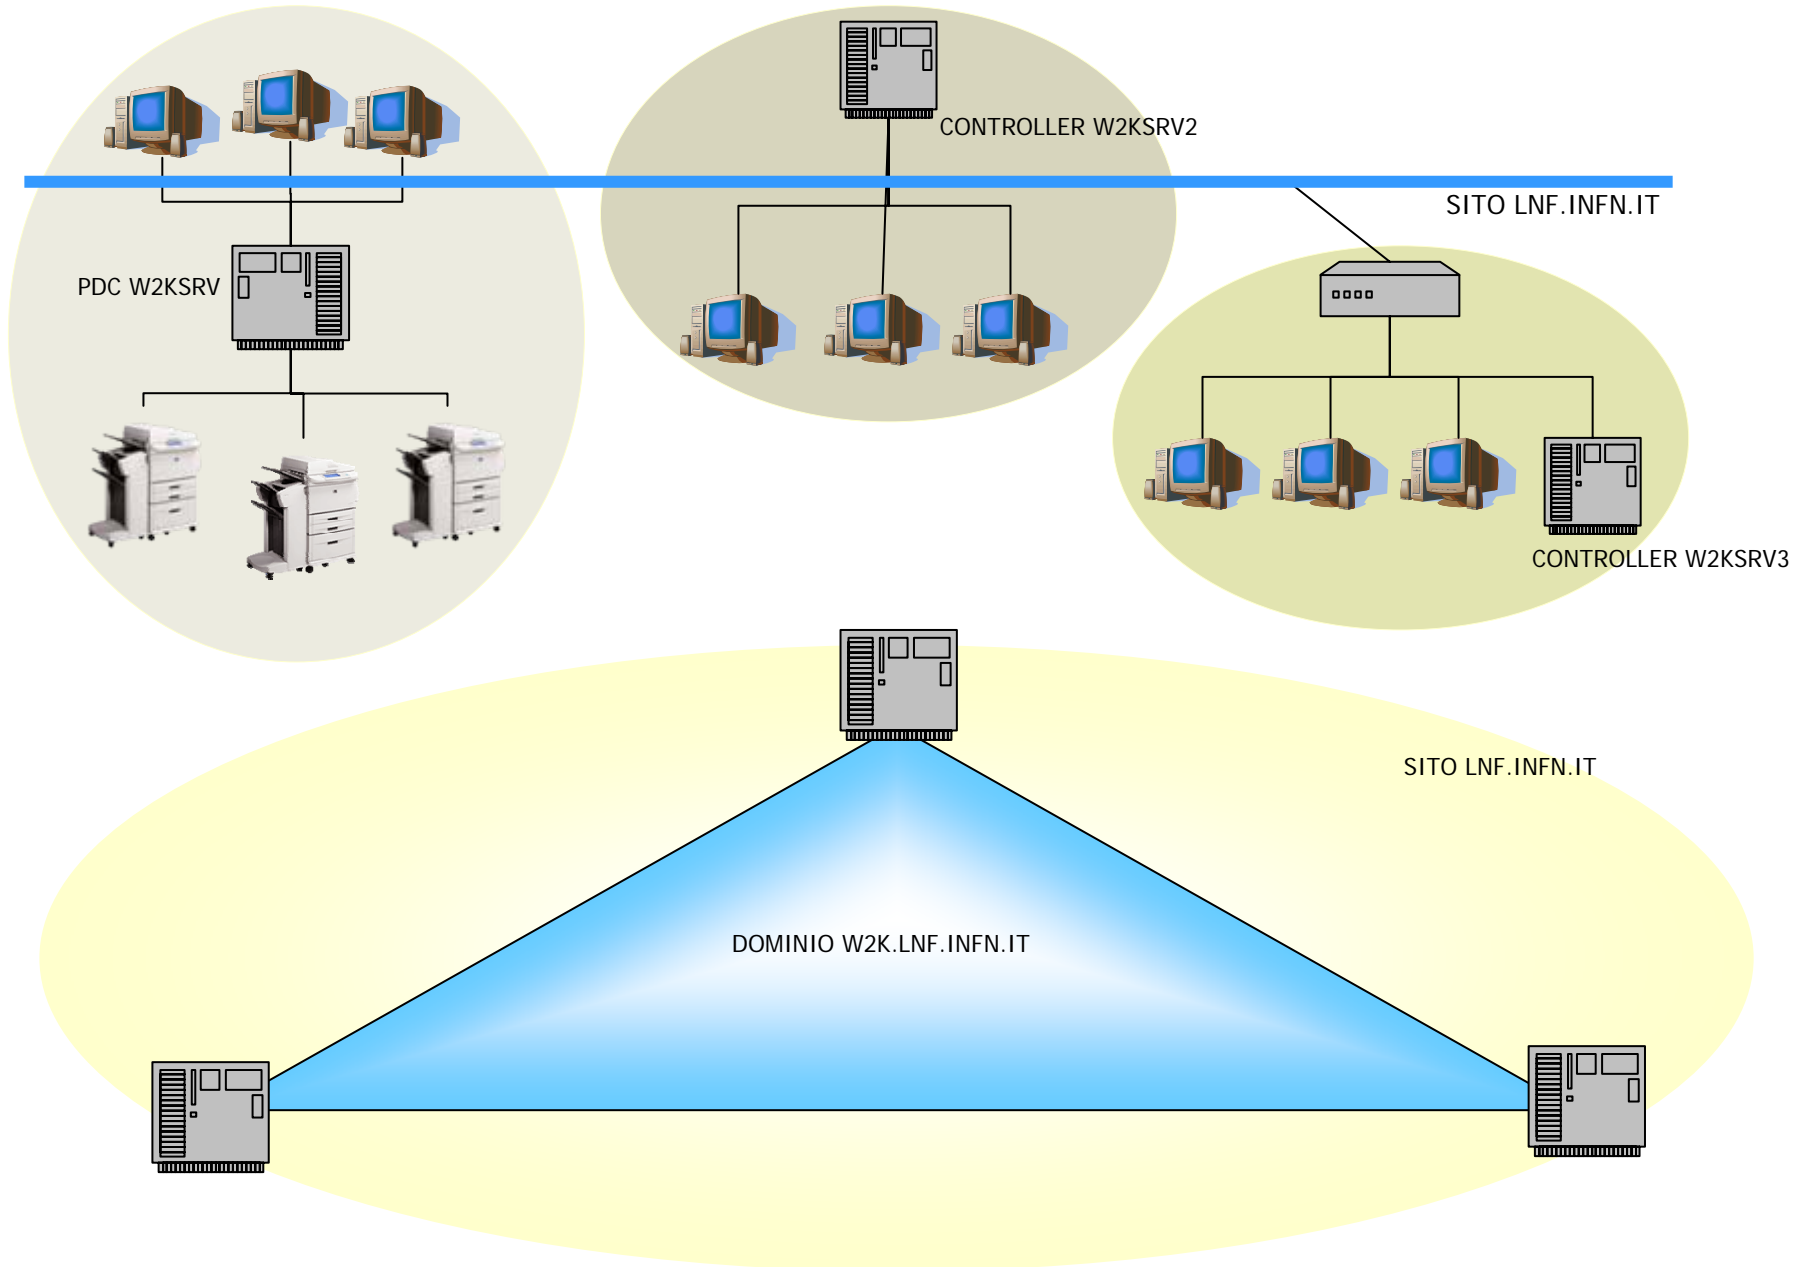 CONTROLLER W2KSRV2
SITO LNF.INFN.IT
PDC W2KSRV
CONTROLLER W2KSRV3
SITO LNF.INFN.IT
DOMINIO W2K.LNF.INFN.IT